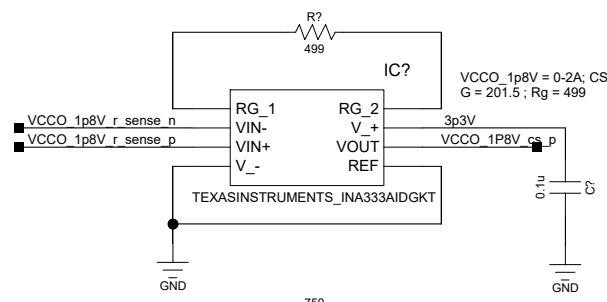 R?
499
IC?
VCCO_1p8V = 0-2A; CS
G = 201.5 ; Rg = 499
RG_1
RG_2
VCCO_1p8V_r_sense_n
VIN-
V_+
3p3V
VCCO_1p8V_r_sense_p
VIN+
VOUT
VCCO_1P8V_cs_p
V_-
REF
TEXASINSTRUMENTS_INA333AIDGKT
0.1u
C?
GND
GND
750